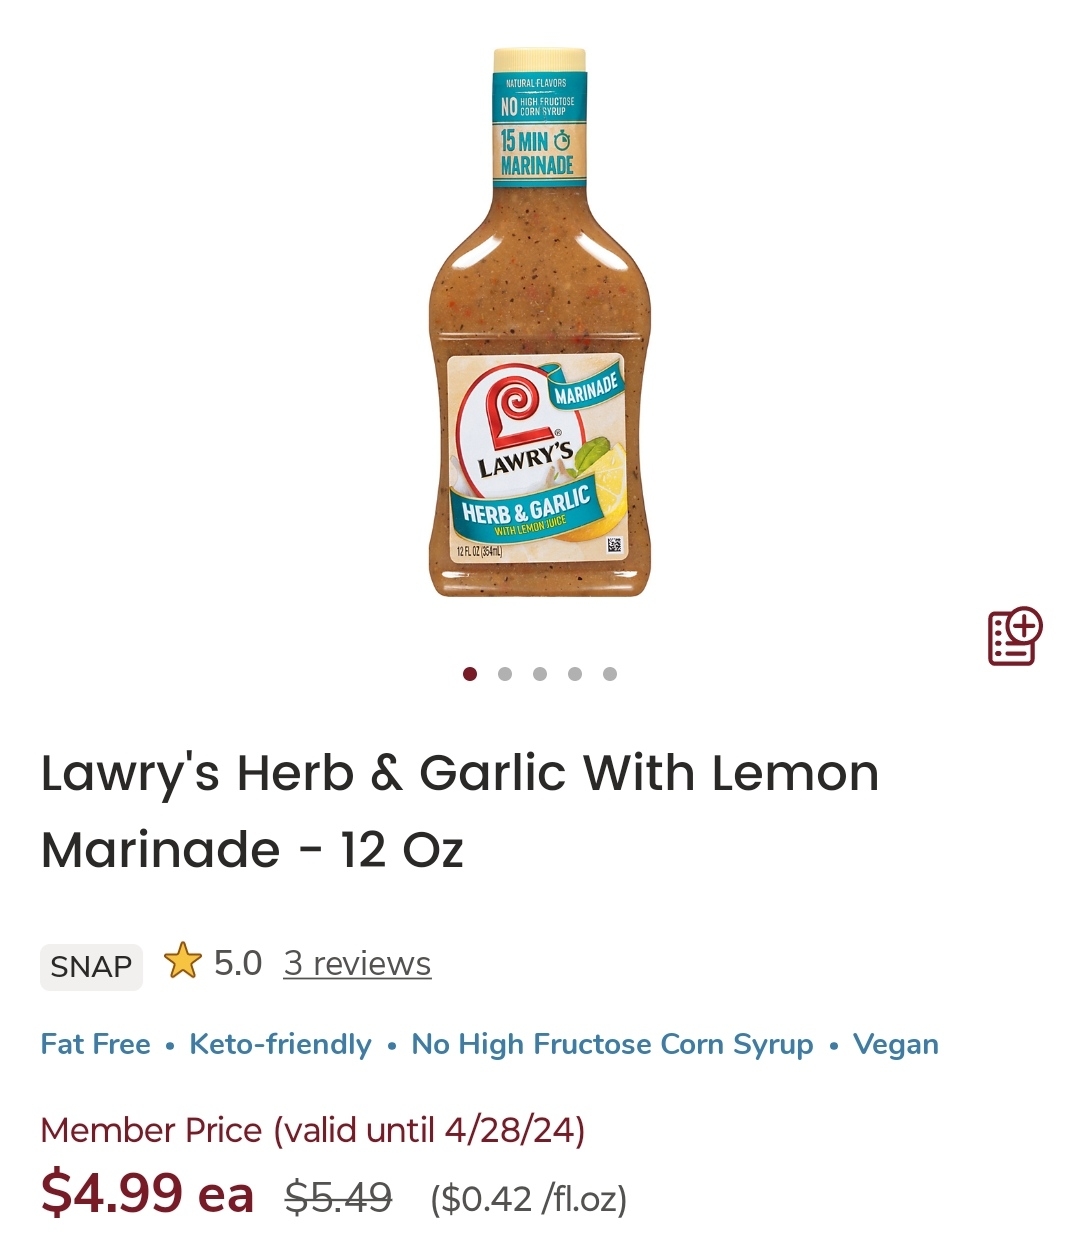 NATURAL FLAVORS
NO HIGH FRUCTOSE
CORN SYRUP
15 MIN
MARINADE
MARINADE
LAWRY'S®
HERB & GARLIC
WITH LEMON JUICE
12 FL OZ (354mL)
Lawry's Herb & Garlic With Lemon
Marinade - 12 Oz
SNAP 5.0 3 reviews
Fat Free • Keto-friendly • No High Fructose Corn Syrup • Vegan
Member Price (valid until 4/28/24)
$4.99 ea $5.49 ($0.42 /fl.oz)